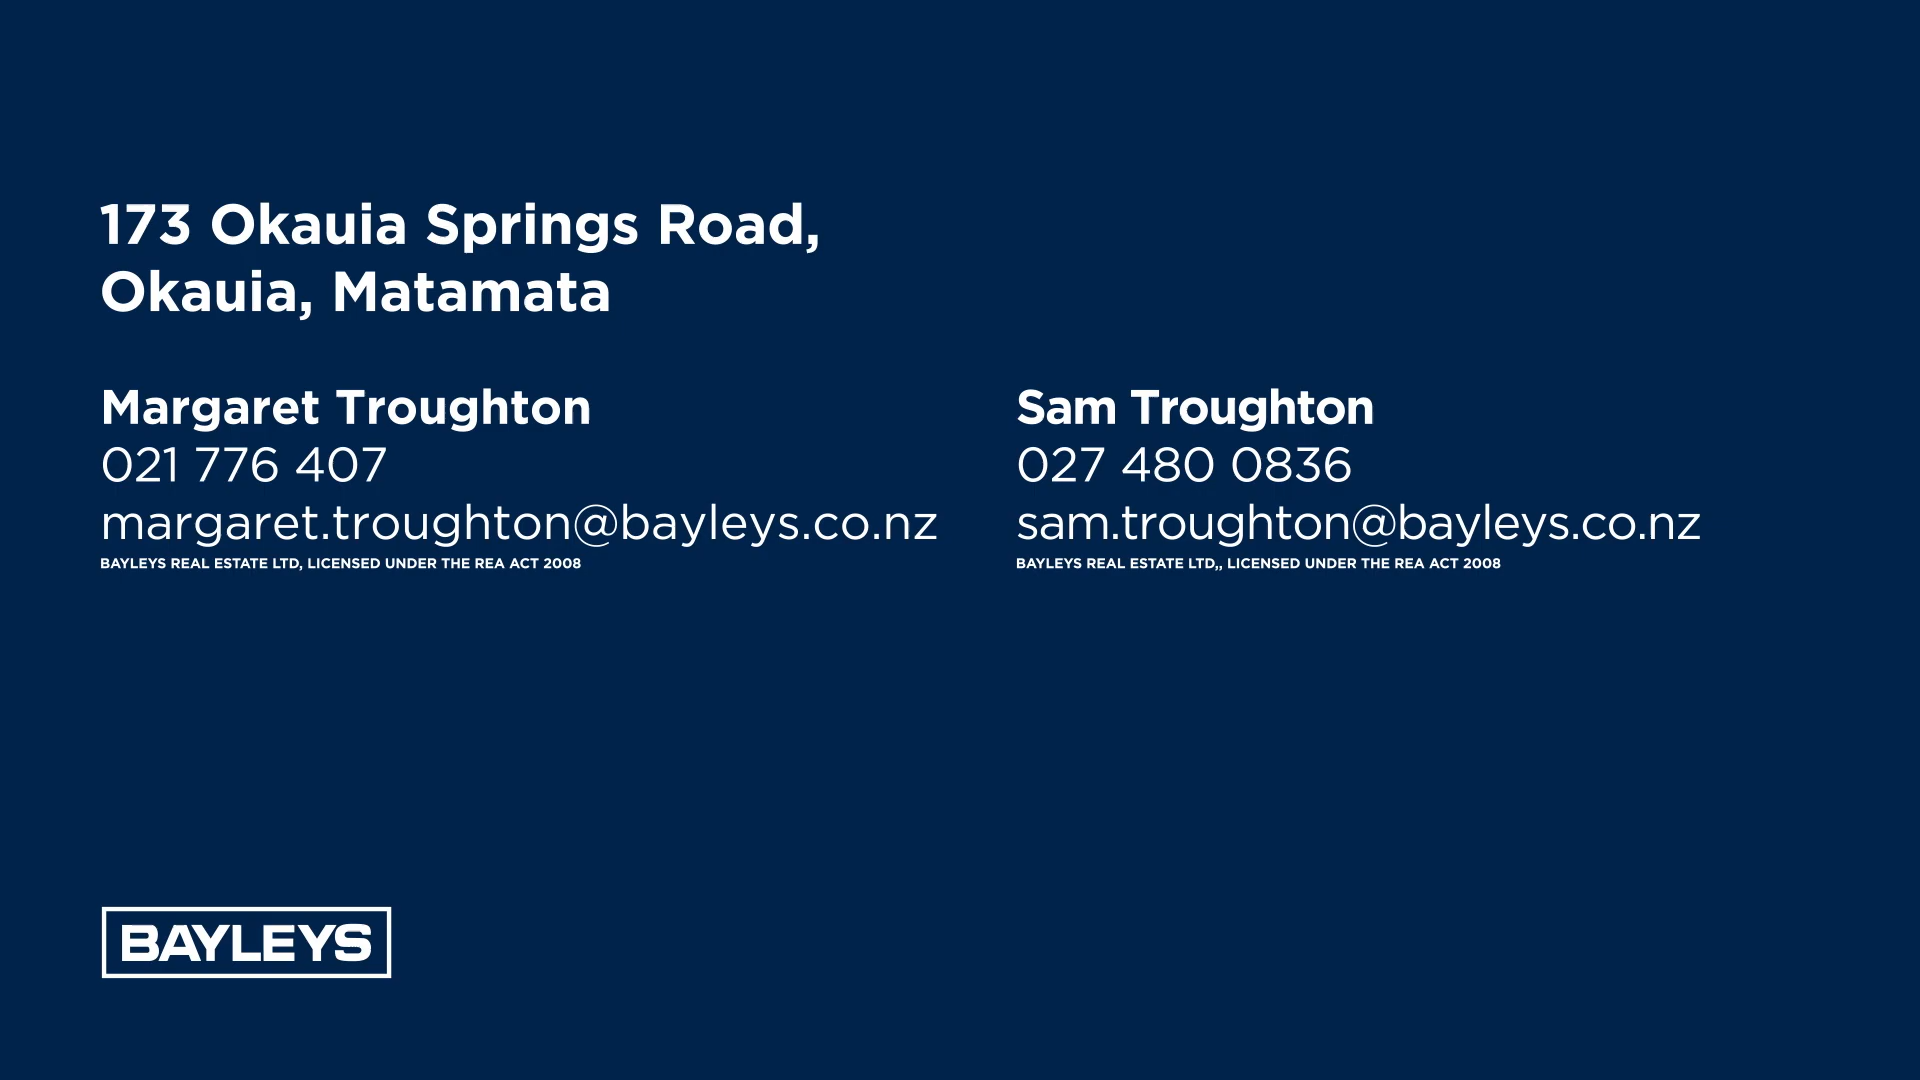 173 Okauia Springs Road,
Okauia, Matamata
Margaret Troughton
021 776 407
margaret.troughton@bayleys.co.nz
BAYLEYS REAL ESTATE LTD, LICENSED UNDER THE REA ACT 2008
Sam Troughton
027 480 0836
sam.troughton@bayleys.co.nz
BAYLEYS REAL ESTATE LTD,, LICENSED UNDER THE REA ACT 2008
BAYLEYS